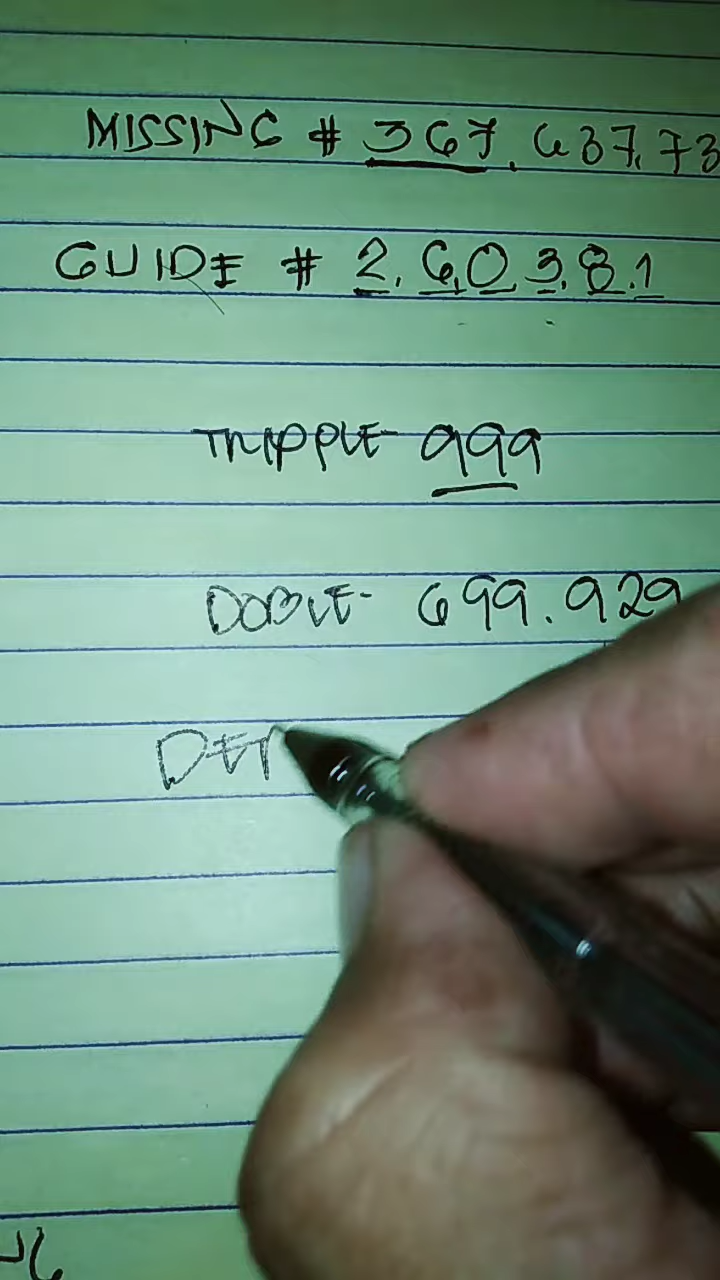 MISSING # 367. 637. 73
GUIDE # 2. 6. 0. 3. 8. 1
TRIPPLE- 999
DOBLE- 699. 929